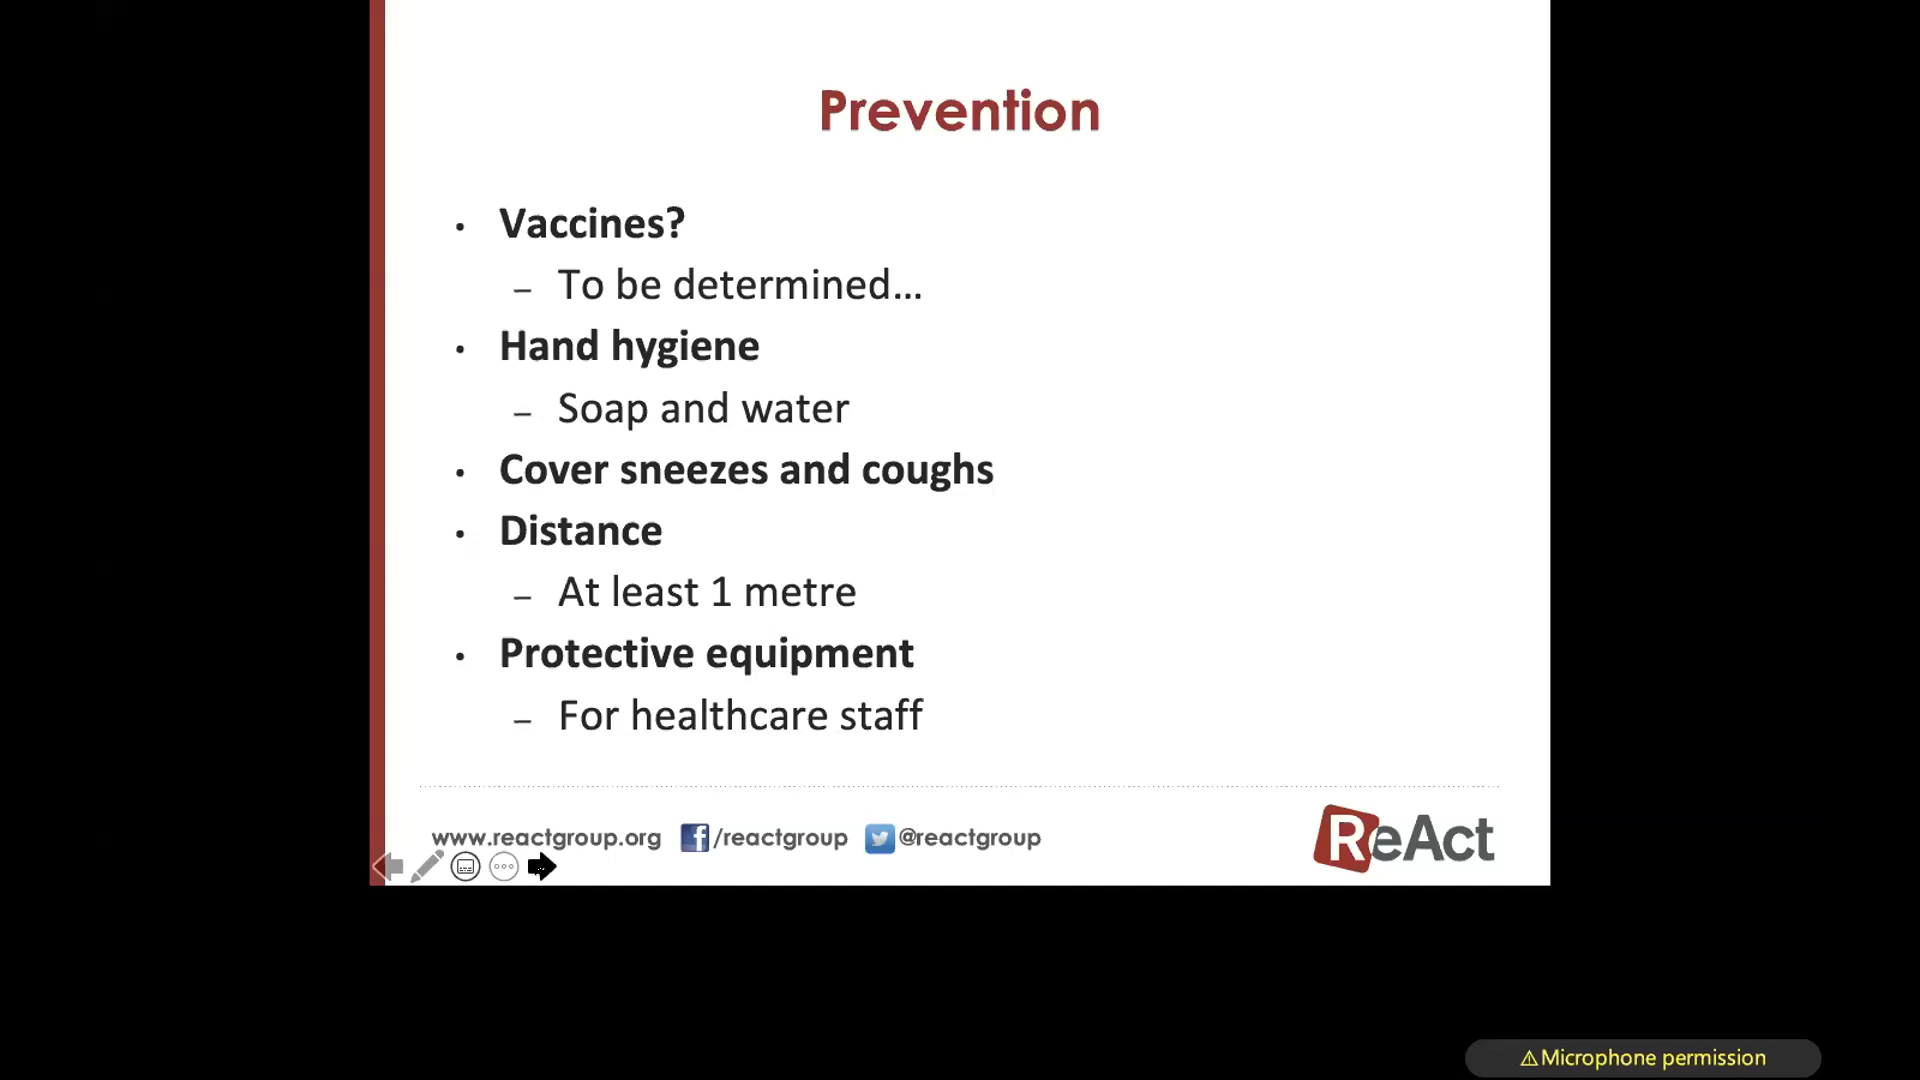 Prevention
• Vaccines?
– To be determined...
• Hand hygiene
– Soap and water
• Cover sneezes and coughs
• Distance
– At least 1 metre
• Protective equipment
– For healthcare staff
www.reactgroup.org /reactgroup @reactgroup
ReAct
⚠Microphone permission